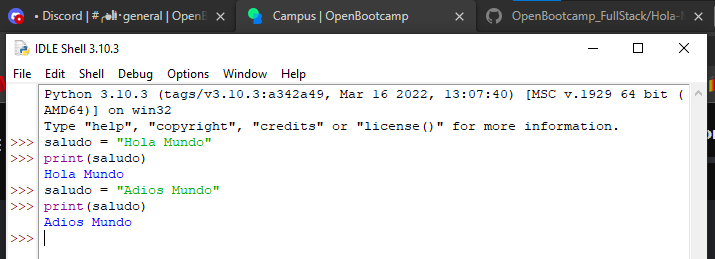 • Discord | # general | OpenB
Campus | OpenBootcamp
OpenBootcamp_FullStack/Hola-
IDLE Shell 3.10.3
File Edit Shell Debug Options Window Help
Python 3.10.3 (tags/v3.10.3:a342a49, Mar 16 2022, 13:07:40) [MSC v.1929 64 bit (
AMD64)] on win32
Type "help", "copyright", "credits" or "license()" for more information.
>>> saludo = "Hola Mundo"
>>> print(saludo)
Hola Mundo
>>> saludo = "Adios Mundo"
>>> print(saludo)
Adios Mundo
>>>